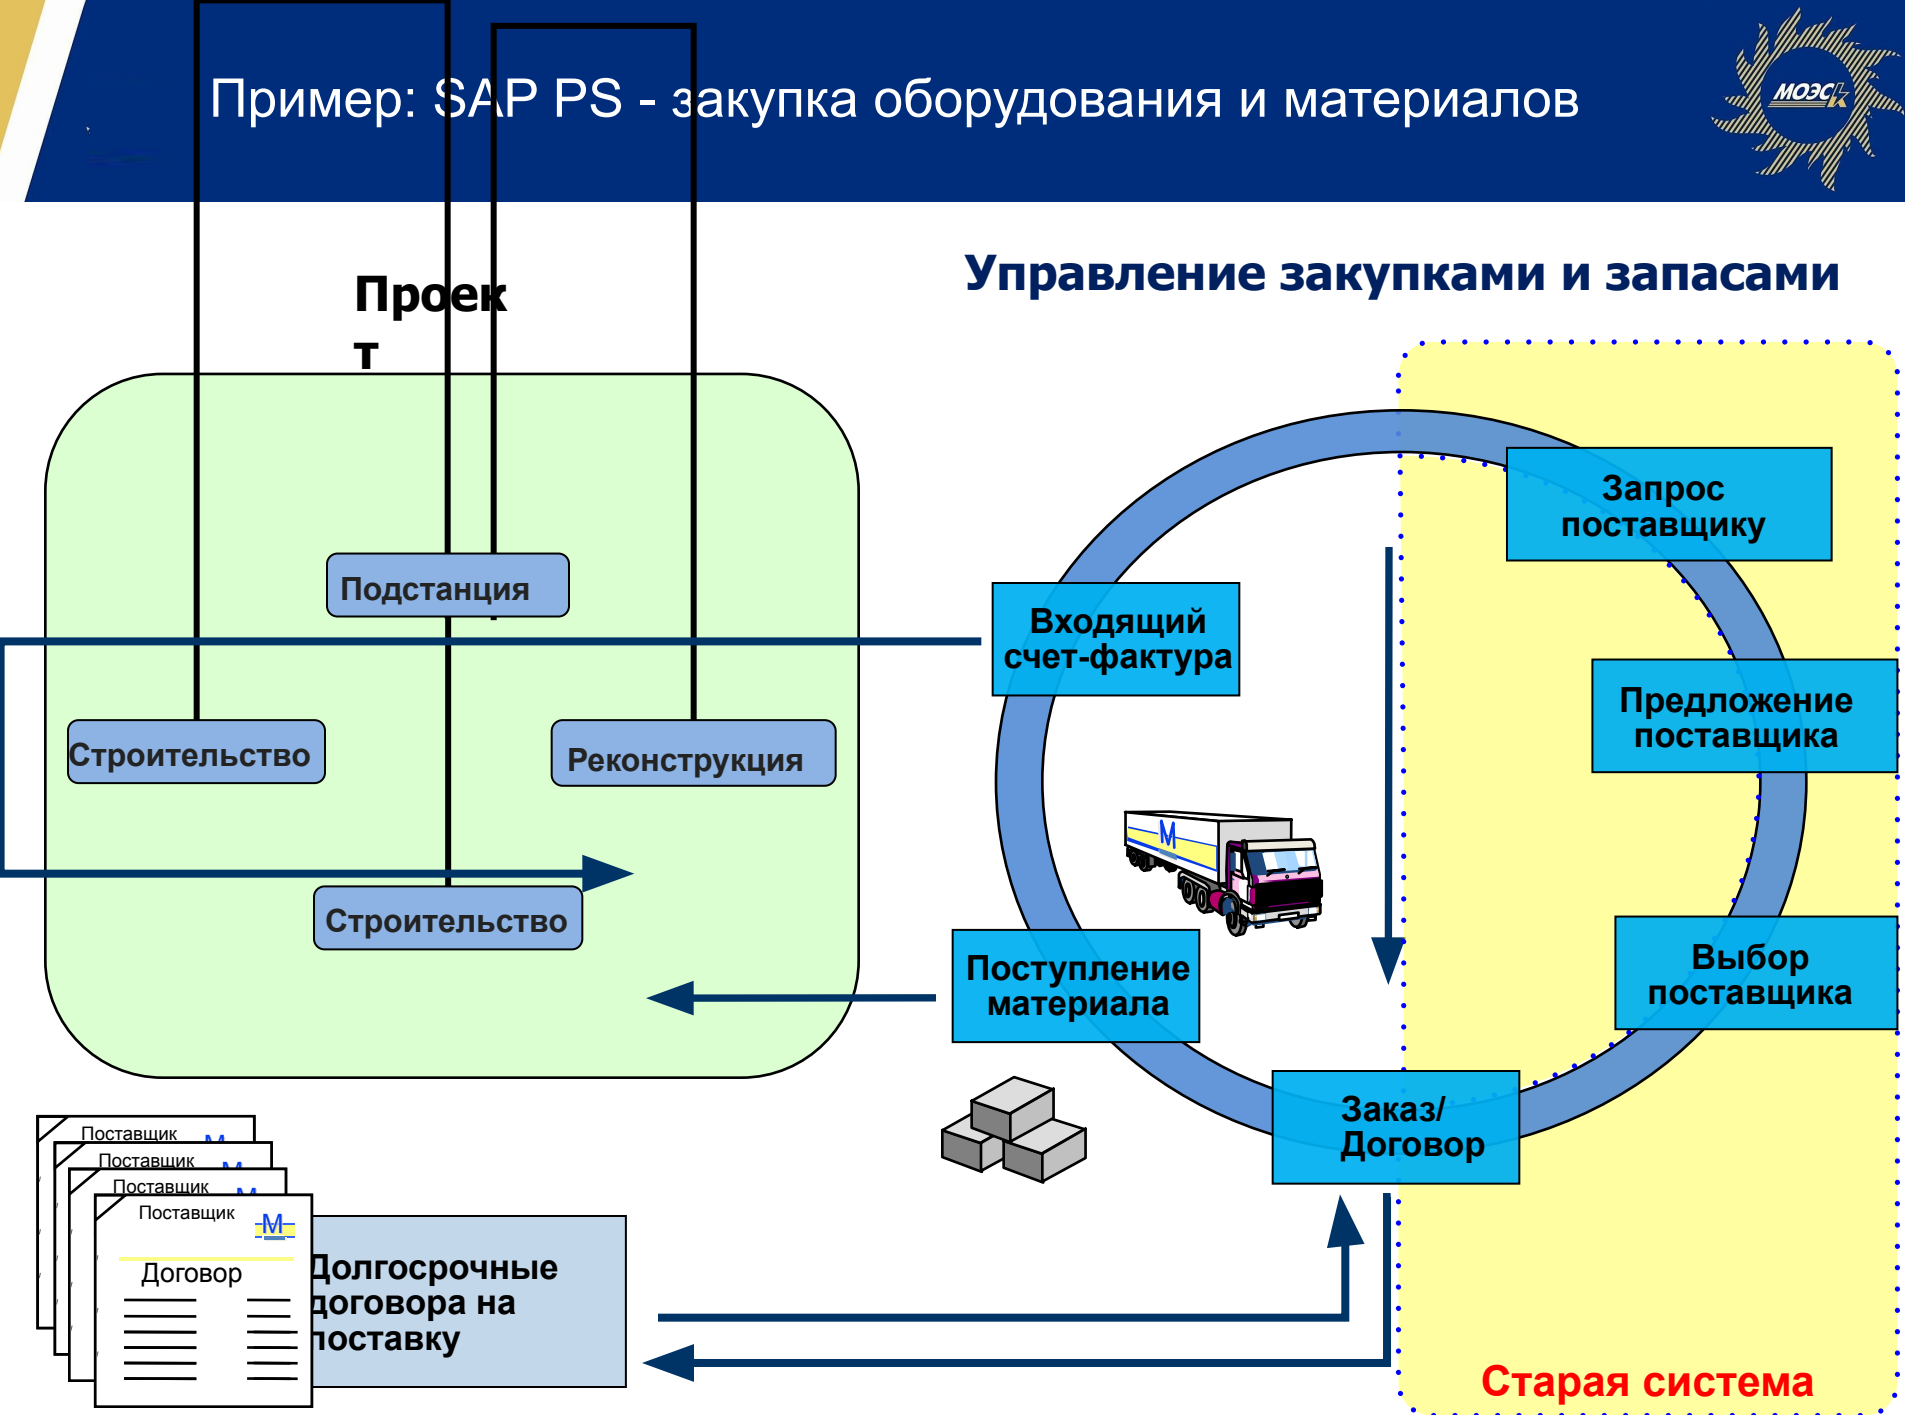 Пример: SAP PS - закупка оборудования и материалов
МОЭСК
Проек
т
Управление закупками и запасами
Запрос
поставщику
Подстанция
Входящий
счет-фактура
Предложение
поставщика
Строительство
Реконструкция
M
Строительство
Поступление
материала
Выбор
поставщика
Заказ/
Договор
Поставщик M
Поставщик M
Поставщик M
Поставщик M
Договор
Долгосрочные
договора на
поставку
Старая система